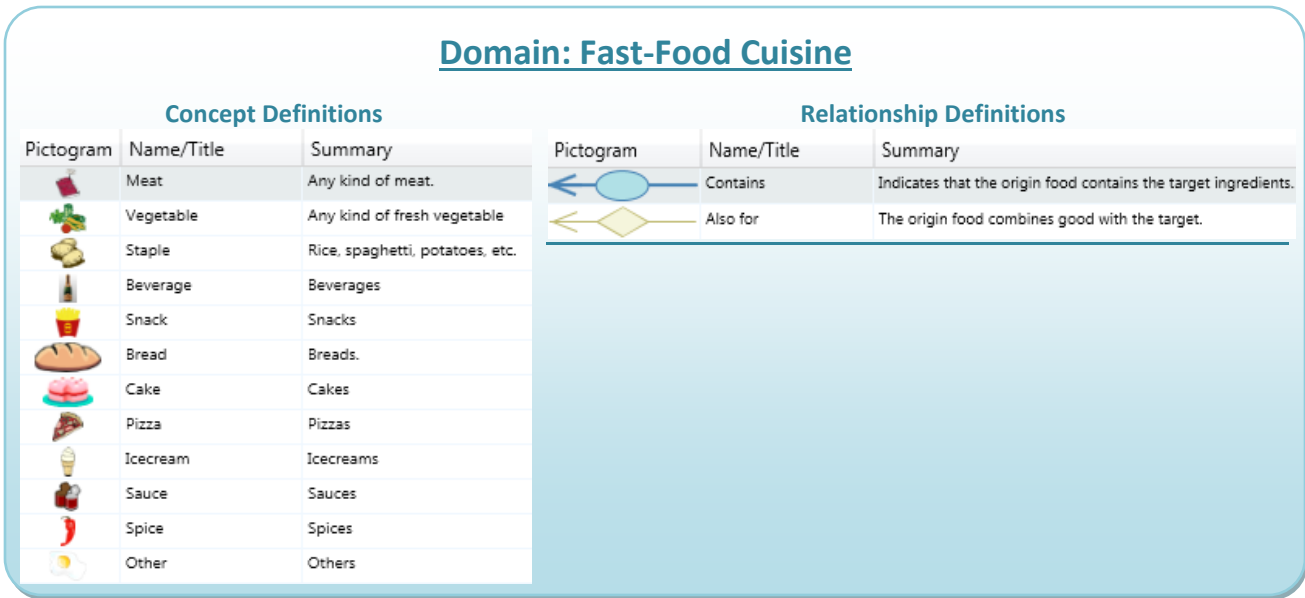 Domain: Fast-Food Cuisine
Concept Definitions
Pictogram Name/Title Summary
Meat Any kind of meat.
Vegetable Any kind of fresh vegetable
Staple Rice, spaghetti, potatoes, etc.
Beverage Beverages
Snack Snacks
Bread Breads.
Cake Cakes
Pizza Pizzas
Icecream Icecreams
Sauce Sauces
Spice Spices
Other Others
Relationship Definitions
Pictogram Name/Title Summary
Contains Indicates that the origin food contains the target ingredients.
Also for The origin food combines good with the target.